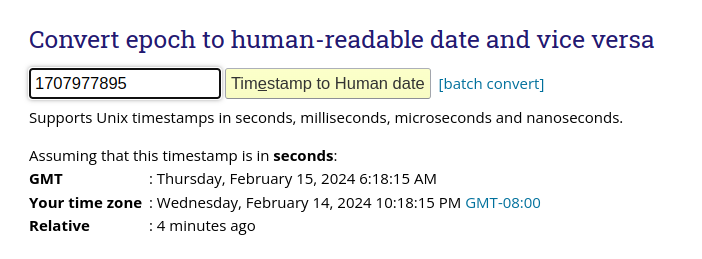 Convert epoch to human-readable date and vice versa
1707977895 Timestamp to Human date [batch convert]
Supports Unix timestamps in seconds, milliseconds, microseconds and nanoseconds.
Assuming that this timestamp is in seconds:
GMT : Thursday, February 15, 2024 6:18:15 AM
Your time zone : Wednesday, February 14, 2024 10:18:15 PM GMT-08:00
Relative : 4 minutes ago